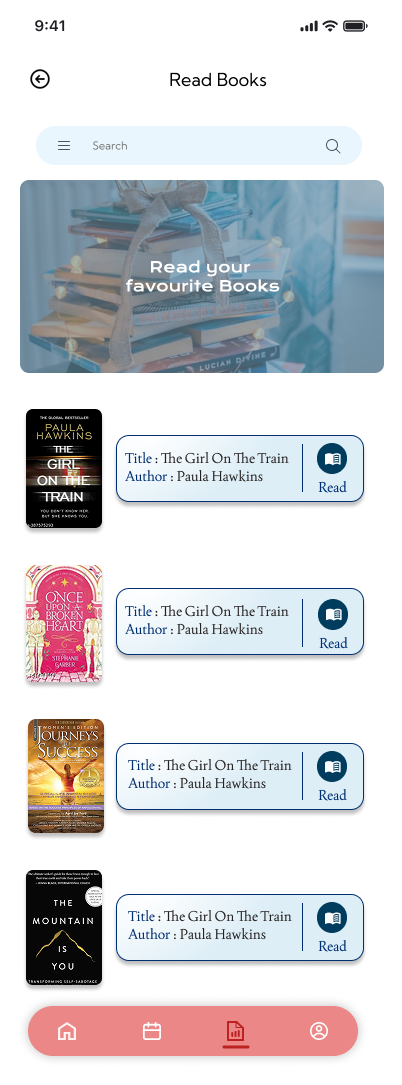 9:41
Read Books
Search
Read your
favourite Books
LUCIAN DIVINE
THE GLOBAL BESTSELLER
PAULA
HAWKINS
THE
GIRL
ON THE
TRAIN
YOU DON'T KNOW HER.
BUT SHE KNOWS YOU.
Title : The Girl On The Train
Author : Paula Hawkins
Read
ONCE
UPON A
BROKEN
HEART
STEPHANIE
GARBER
Title : The Girl On The Train
Author : Paula Hawkins
Read
WOMEN'S EDITION
JOURNEYS
TO
SUCCESS
Title : The Girl On The Train
Author : Paula Hawkins
Read
THE
MOUNTAIN
IS
YOU
TRANSFORMING SELF-SABOTAGE
Title : The Girl On The Train
Author : Paula Hawkins
Read